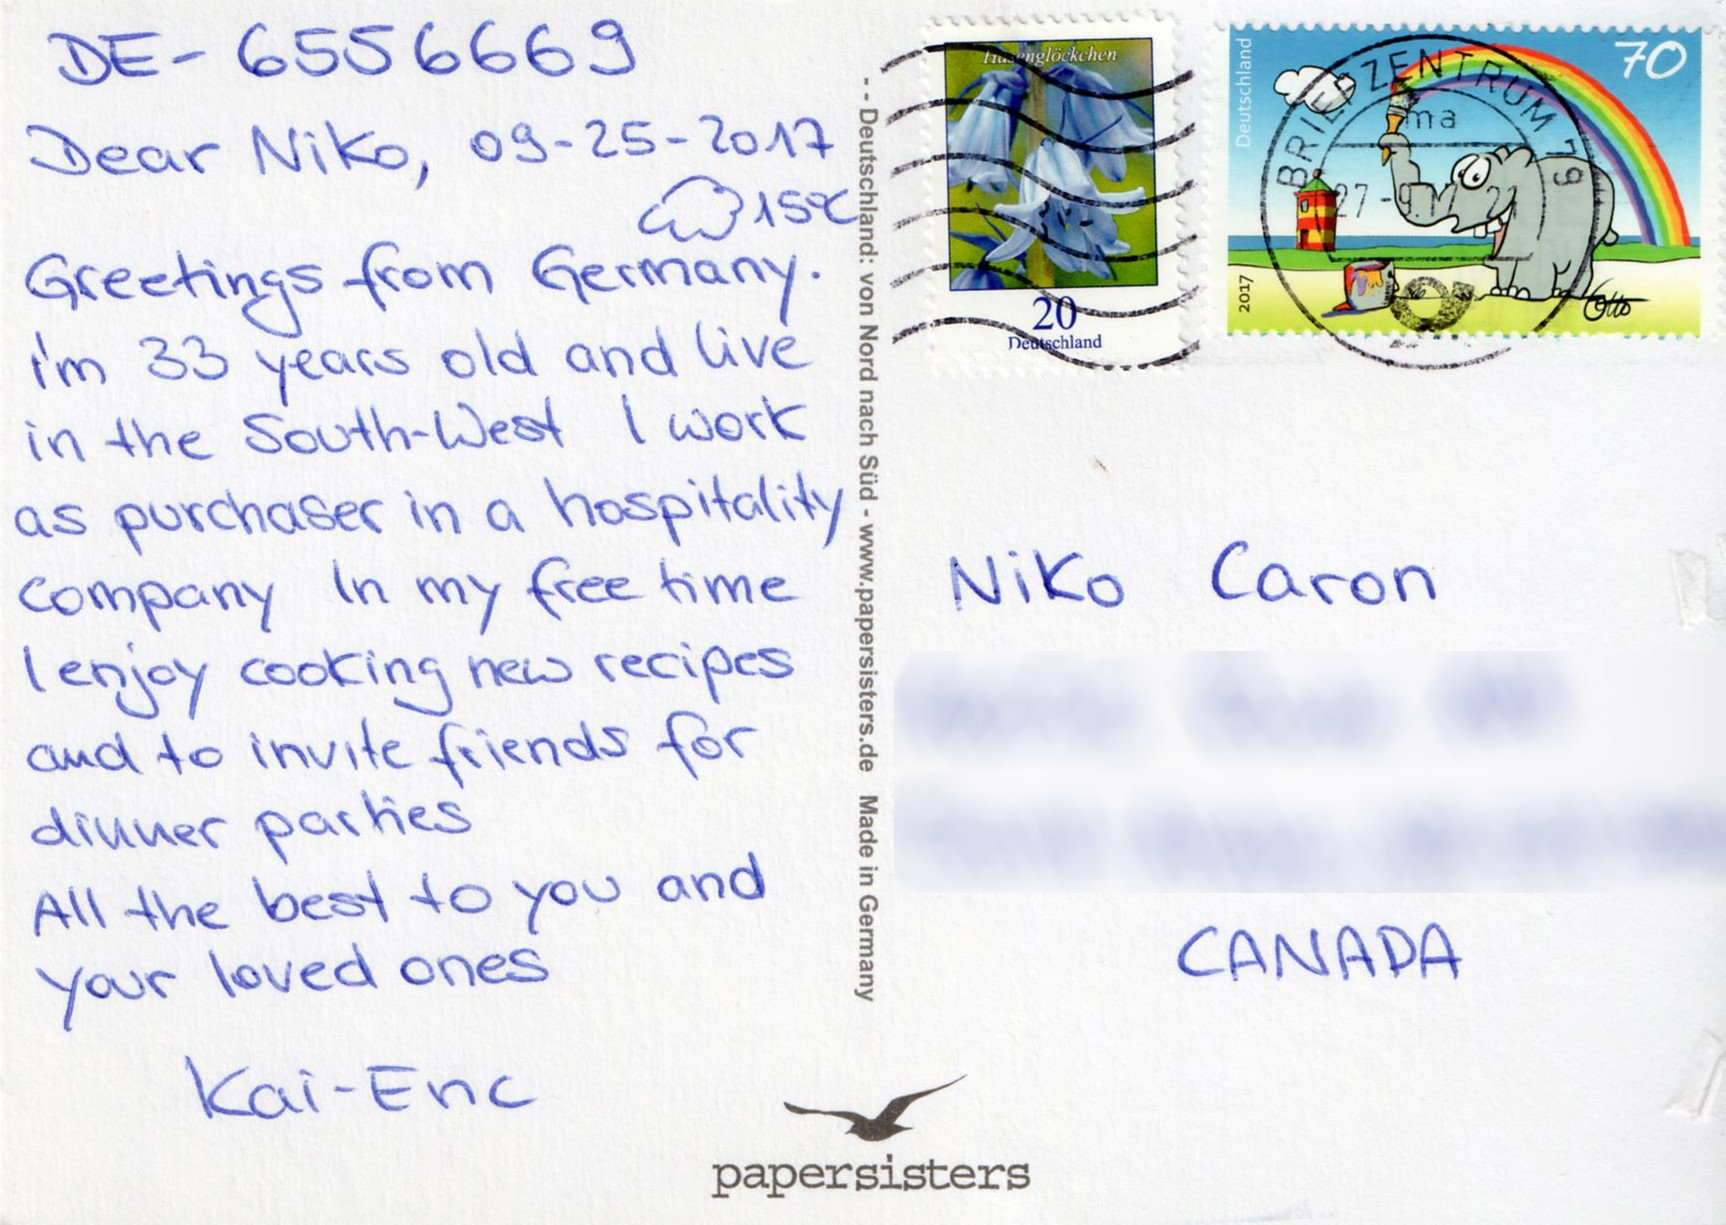 DE-6556669
Dear Niko, 09-25-2017
15°C
Greetings from Germany.
i'm 33 years old and live
in the South-West I work
as purchaser in a hospitality
company In my free time
I enjoy cooking new recipes
and to invite friends for
dinner parties
All the best to you and
your loved ones
Kai-Eric
- - Deutschland: von Nord nach Süd - www.papersisters.de Made in Germany
Hasenglöckchen
20
Deutschland
Deutschland
70
2017
Otto
BRIEFZENTRUM 79
ma
27-9.17
Niko Caron
CANADA
papersisters